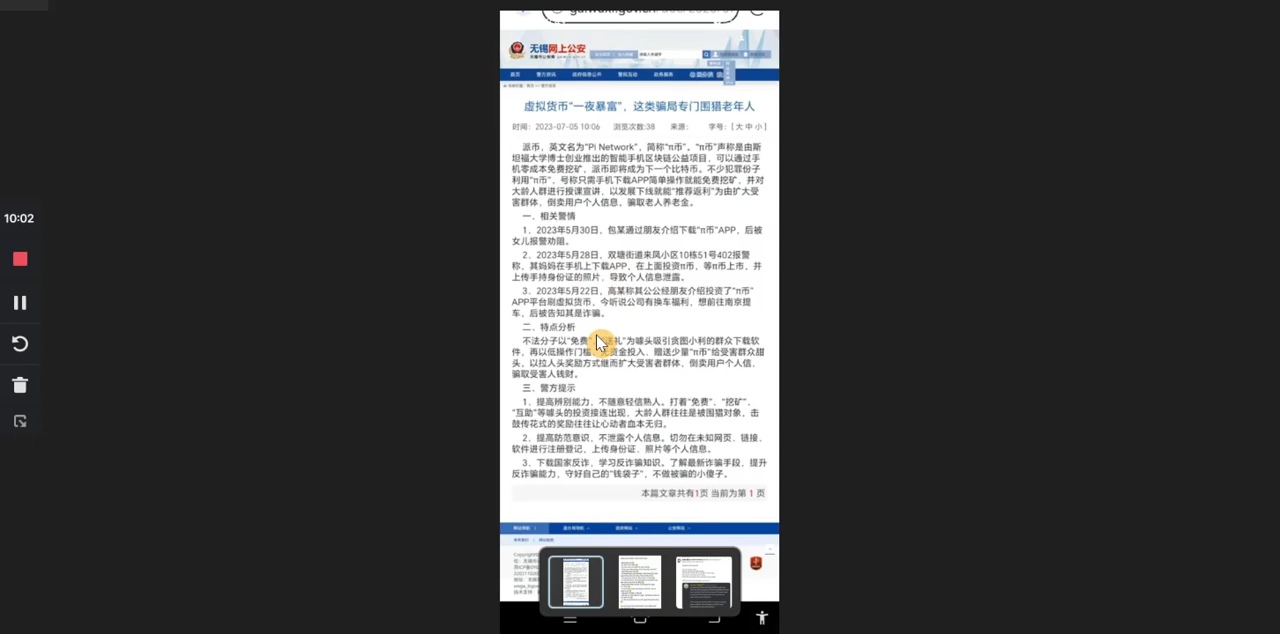 10:02
无锡网上公安
请输入关键字
首页 警方资讯 政府信息公开 警民互动 政务服务
虚拟货币“一夜暴富”，这类骗局专门围猎老年人
时间：2023-07-05 10:06 浏览次数:38 来源： 字号：[ 大 中 小 ]
派币，英文名为“Pi Network”，简称“π币”。“π币”声称是由斯
坦福大学博士创业推出的智能手机区块链公益项目，可以通过手
机零成本免费挖矿，派币即将成为下一个比特币。不少犯罪份子
利用“π币”，号称只需手机下载APP简单操作就能免费挖矿，并对
大龄人群进行授课宣讲，以发展下线就能“推荐返利”为由扩大受
害群体，倒卖用户个人信息，骗取老人养老金。
一、相关警情
1、2023年5月30日，包某通过朋友介绍下载“π币”APP，后被
女儿报警劝阻。
2、2023年5月28日，双塘街道来凤小区10栋51号402报警
称，其妈妈在手机上下载APP，在上面投资π币，等π币上市，并
上传手持身份证的照片，导致个人信息泄露。
3、2023年5月22日，高某称其公公经朋友介绍投资了“π币”
APP平台刷虚拟货币，今听说公司有换车福利，想前往南京提
车，后被告知其是诈骗。
二、特点分析
不法分子以“免费”、 送礼”为噱头吸引贪图小利的群众下载软
件，再以低操作门槛 资金投入、赠送少量“π币”给受害群众甜
头，以拉人头奖励方式继而扩大受害者群体，倒卖用户个人信，
骗取受害人钱财。
三、警方提示
1、提高辨别能力，不随意轻信熟人。打着“免费”、“挖矿”、
“互助”等噱头的投资接连出现，大龄人群往往是被围猎对象，击
鼓传花式的奖励往往让心动者血本无归。
2、提高防范意识，不泄露个人信息。切勿在未知网页、链接、
软件进行注册登记，上传身份证、照片等个人信息。
3、下载国家反诈，学习反诈骗知识。了解最新诈骗手段，提升
反诈骗能力，守好自己的“钱袋子”，不做被骗的小傻子。
本篇文章共有1页 当前为第 1 页